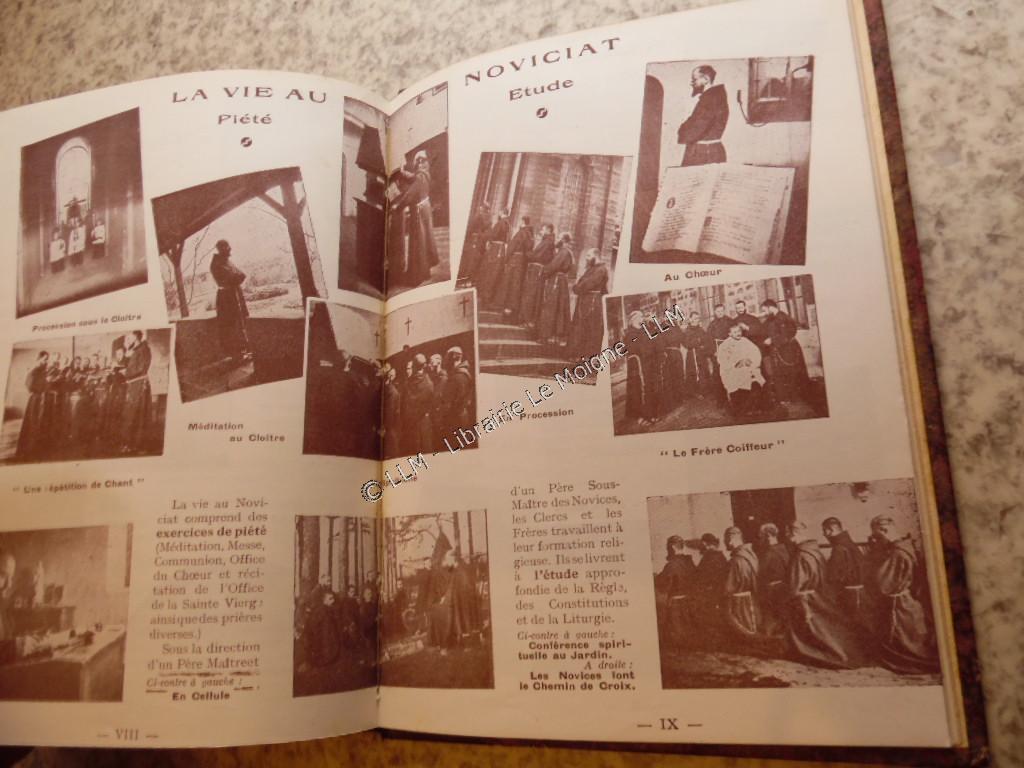 LA VIE AU
Piété
Procession sous le Cloître
Méditation
au Cloître
" Une répétition de Chant "
La vie au Novi-
ciat comprend des
exercices de piété
(Méditation, Messe,
Communion, Office
du Chœur et réci-
tation de l'Office
de la Sainte Vierge
ainsi que des prières
diverses.)
Sous la direction
d'un Père Maître et
Ci-contre à gauche :
En Cellule
— VIII —
NOVICIAT
Etude
Au Chœur
Procession
" Le Frère Coiffeur "
d'un Père Sous-
Maître des Novices,
les Clercs et les
Frères travaillent à
leur formation reli-
gieuse. Ils se livrent
à l'étude appro-
fondie de la Règle,
des Constitutions
et de la Liturgie.
Ci-contre à gauche :
Conférence spiri-
tuelle au Jardin.
A droite :
Les Novices font
le Chemin de Croix.
— IX —
© LLM - Librairie Le Moigne - LLM